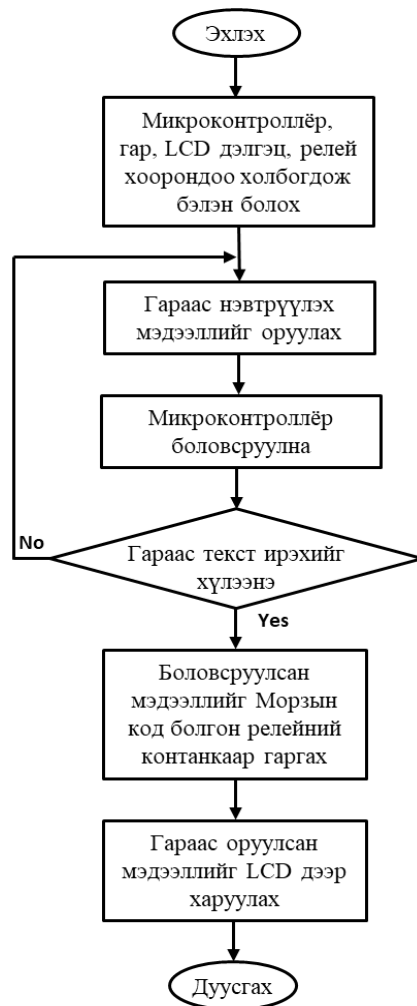 Эхлэх
Микроконтроллёр,
гар, LCD дэлгэц, релей
хоорондоо холбогдож
бэлэн болох
Гараас нэвтрүүлэх
мэдээллийг оруулах
Микроконтроллёр
боловсруулна
No
Гараас текст ирэхийг
хүлээнэ
Yes
Боловсруулсан
мэдээллийг Морзын
код болгон релейний
контанкаар гаргах
Гараас оруулсан
мэдээллийг LCD дээр
харуулах
Дуусгах